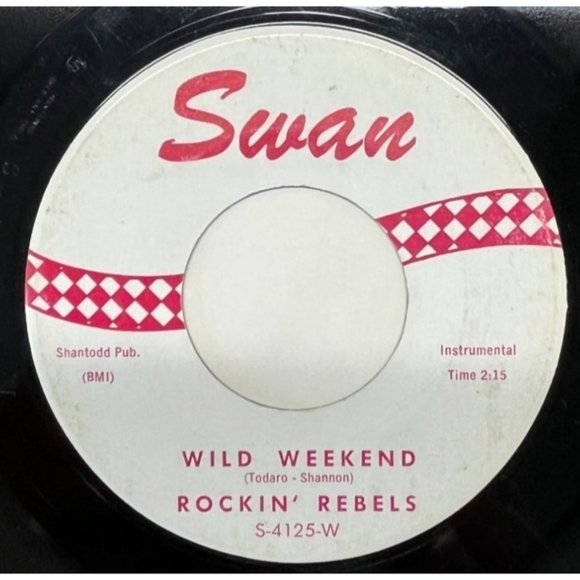 Swan
Shantodd Pub.
(BMI)
Instrumental
Time 2:15
WILD WEEKEND
(Todaro - Shannon)
ROCKIN' REBELS
S-4125-W